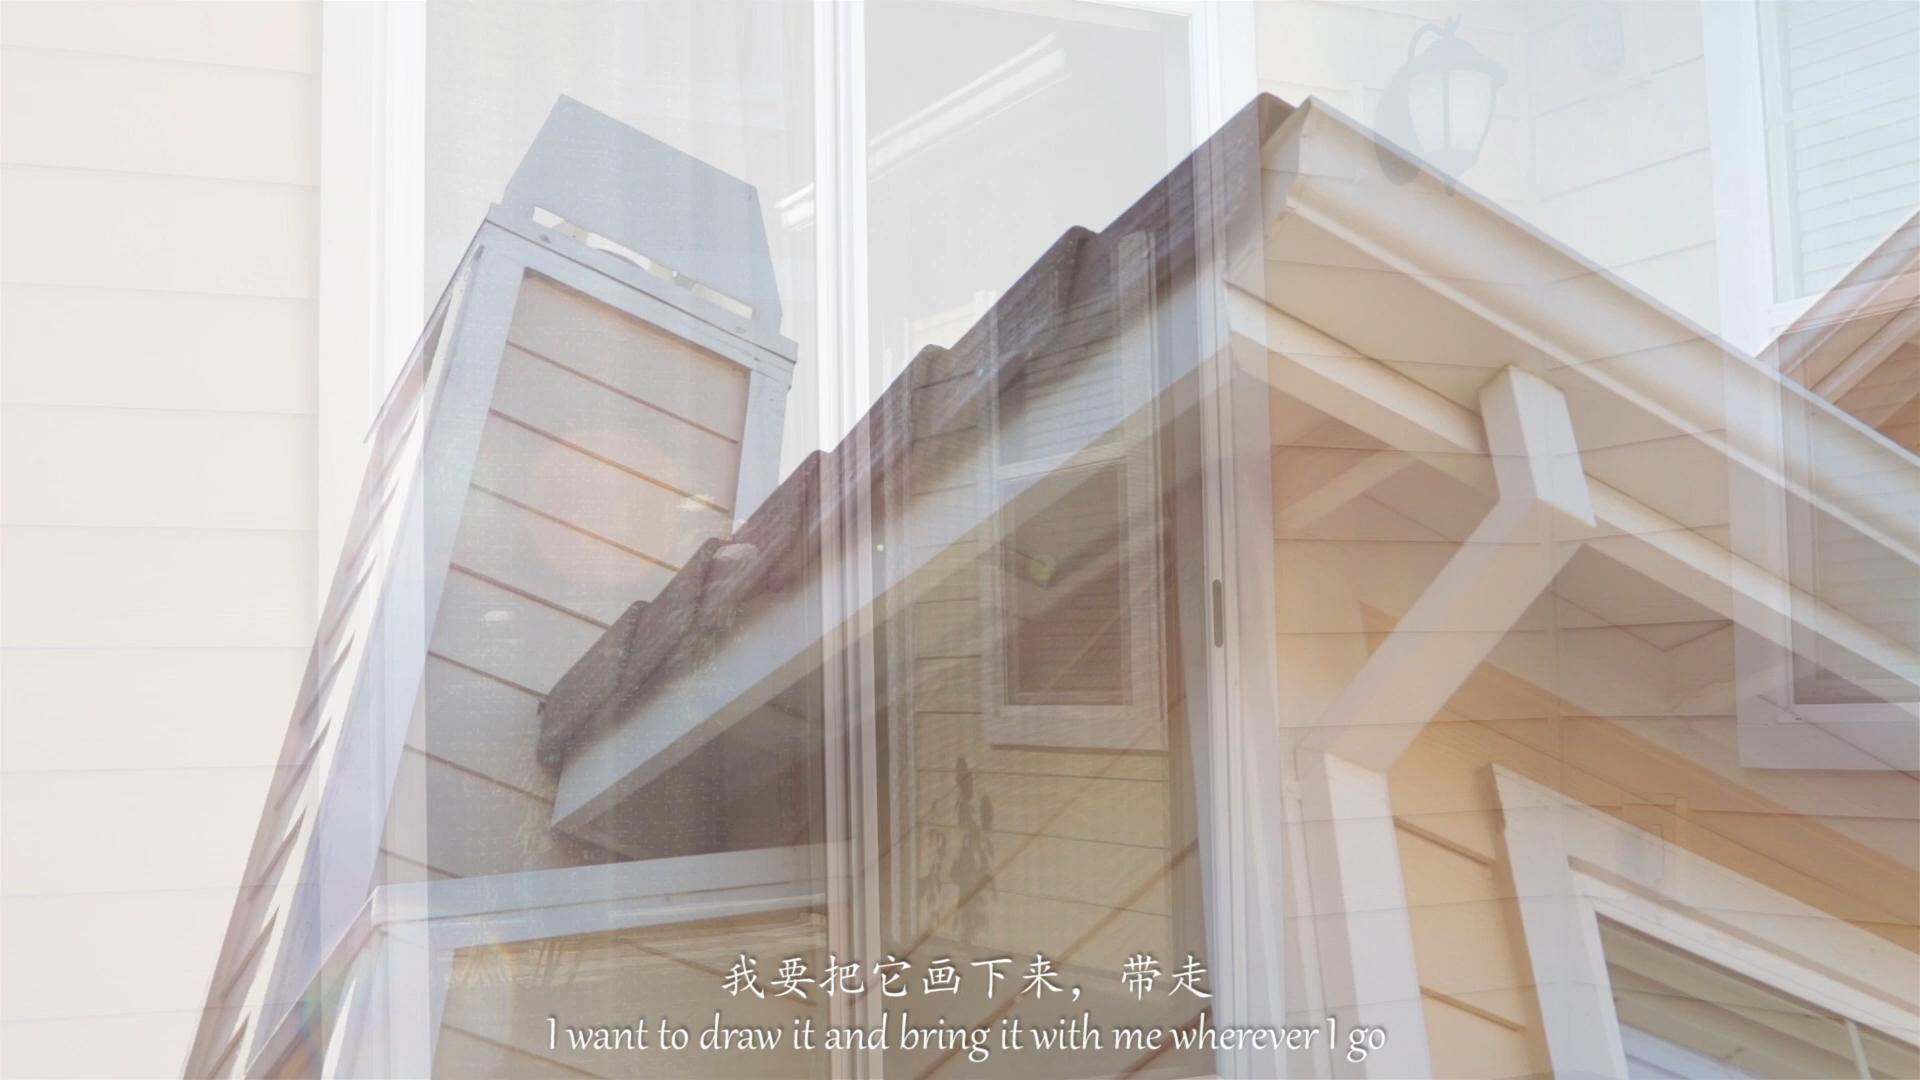 我要把它画下来，带走
I want to draw it and bring it with me wherever I go